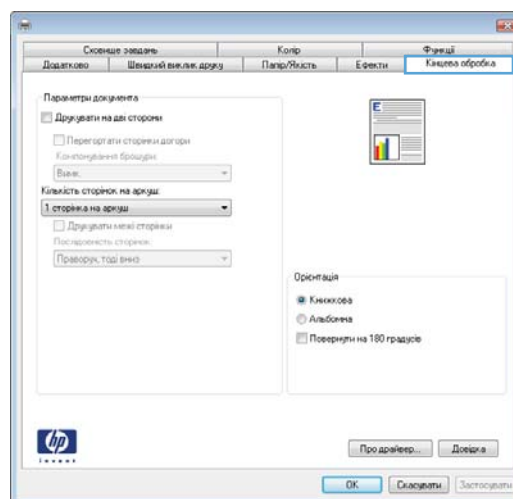 Сховище завдань Колір Функції
Додатково Швидкий виклик друку Папір/Якість Ефекти Кінцева обробка
Параметри документа
Друкувати на дві сторони
Перегортати сторінки догори
Компонування брошури:
Вимк.
Кількість сторінок на аркуш:
1 сторінка на аркуш
Друкувати межі сторінки
Послідовність сторінок:
Праворуч, тоді вниз
E
Орієнтація
Книжкова
Альбомна
Повернути на 180 градусів
hp
invent
Про драйвер... Довідка
OK Скасувати Застосувати